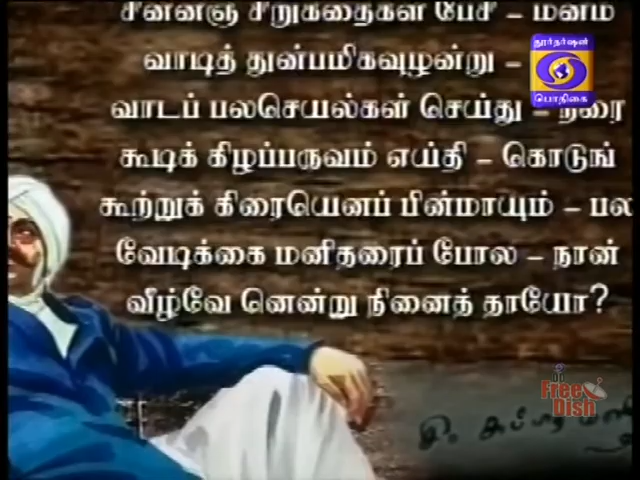 சின்னஞ் சிறுகதைகள் பேசி – மனம்
வாடித் துன்பமிகவுழன்று –
வாடப் பலசெயல்கள் செய்து – நரை
கூடிக் கிழப்பருவம் எய்தி – கொடுங்
கூற்றுக் கிரையெனப் பின்மாயும் – பல
வேடிக்கை மனிதரைப் போல – நான்
வீழ்வே னென்று நினைத் தாயோ?
தூர்தர்ஷன்
பொதிகை
Free
Dish